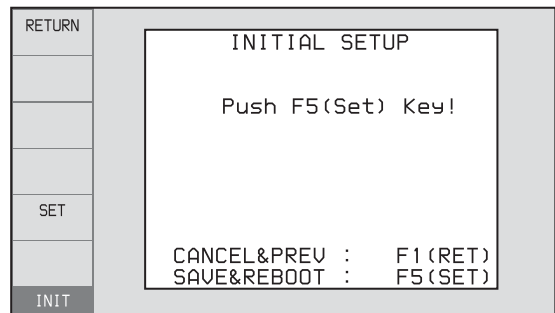 RETURN
INITIAL SETUP
Push F5(Set) Key!
SET
CANCEL&PREV : F1(RET)
SAVE&REBOOT : F5(SET)
INIT